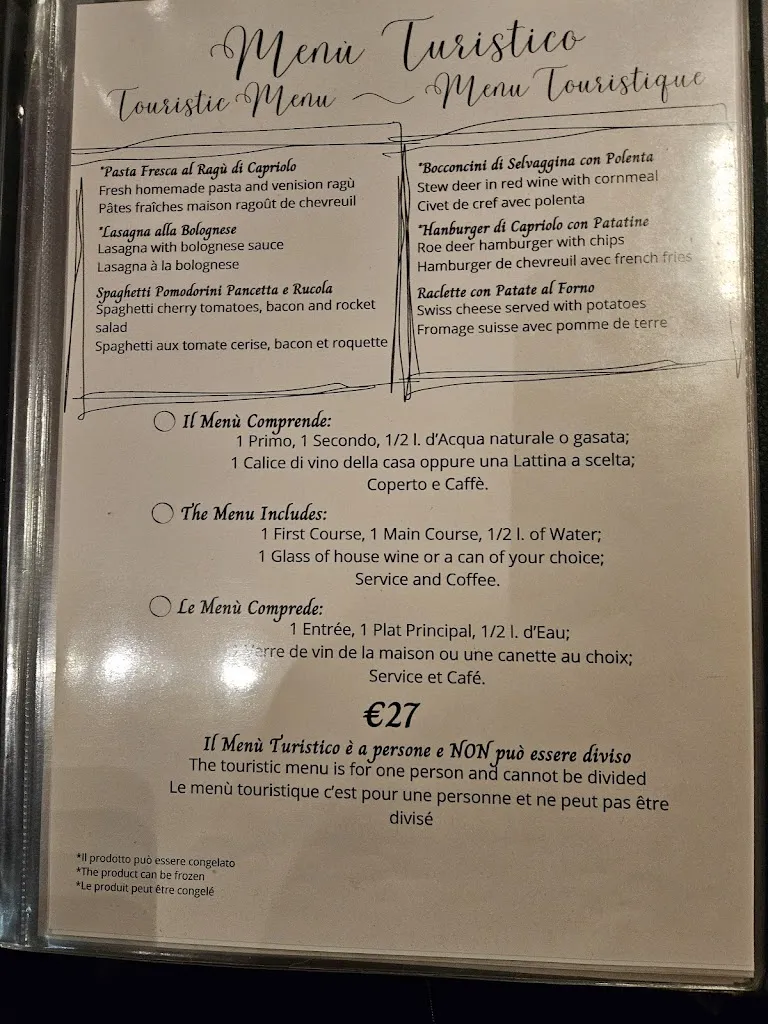 Menù Turistico
Touristic Menu ~ Menu Touristique
*Pasta Fresca al Ragù di Capriolo
Fresh homemade pasta and venision ragù
Pâtes fraîches maison ragoût de chevreuil
*Lasagna alla Bolognese
Lasagna with bolognese sauce
Lasagna à la bolognese
Spaghetti Pomodorini Pancetta e Rucola
Spaghetti cherry tomatoes, bacon and rocket
salad
Spaghetti aux tomate cerise, bacon et roquette
*Bocconcini di Selvaggina con Polenta
Stew deer in red wine with cornmeal
Civet de cref avec polenta
*Hanburger di Capriolo con Patatine
Roe deer hamburger with chips
Hamburger de chevreuil avec french fries
Raclette con Patate al Forno
Swiss cheese served with potatoes
Fromage suisse avec pomme de terre
Il Menù Comprende:
1 Primo, 1 Secondo, 1/2 l. d'Acqua naturale o gasata;
1 Calice di vino della casa oppure una Lattina a scelta;
Coperto e Caffè.
The Menu Includes:
1 First Course, 1 Main Course, 1/2 l. of Water;
1 Glass of house wine or a can of your choice;
Service and Coffee.
Le Menù Comprede:
1 Entrée, 1 Plat Principal, 1/2 l. d'Eau;
de vin de la maison ou une canette au choix;
Service et Café.
€27
Il Menù Turistico è a persone e NON può essere diviso
The touristic menu is for one person and cannot be divided
Le menù touristique c'est pour une personne et ne peut pas être
divisé
*Il prodotto può essere congelato
*The product can be frozen
*Le produit peut être congelé